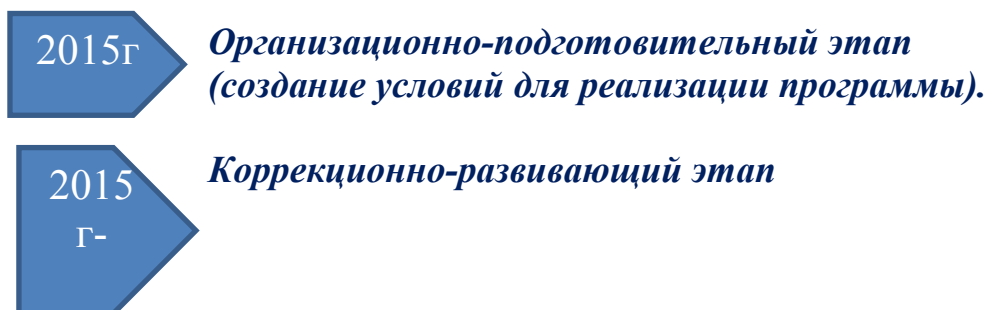 2015г
Организационно-подготовительный этап
(создание условий для реализации программы).
2015
г-
Коррекционно-развивающий этап